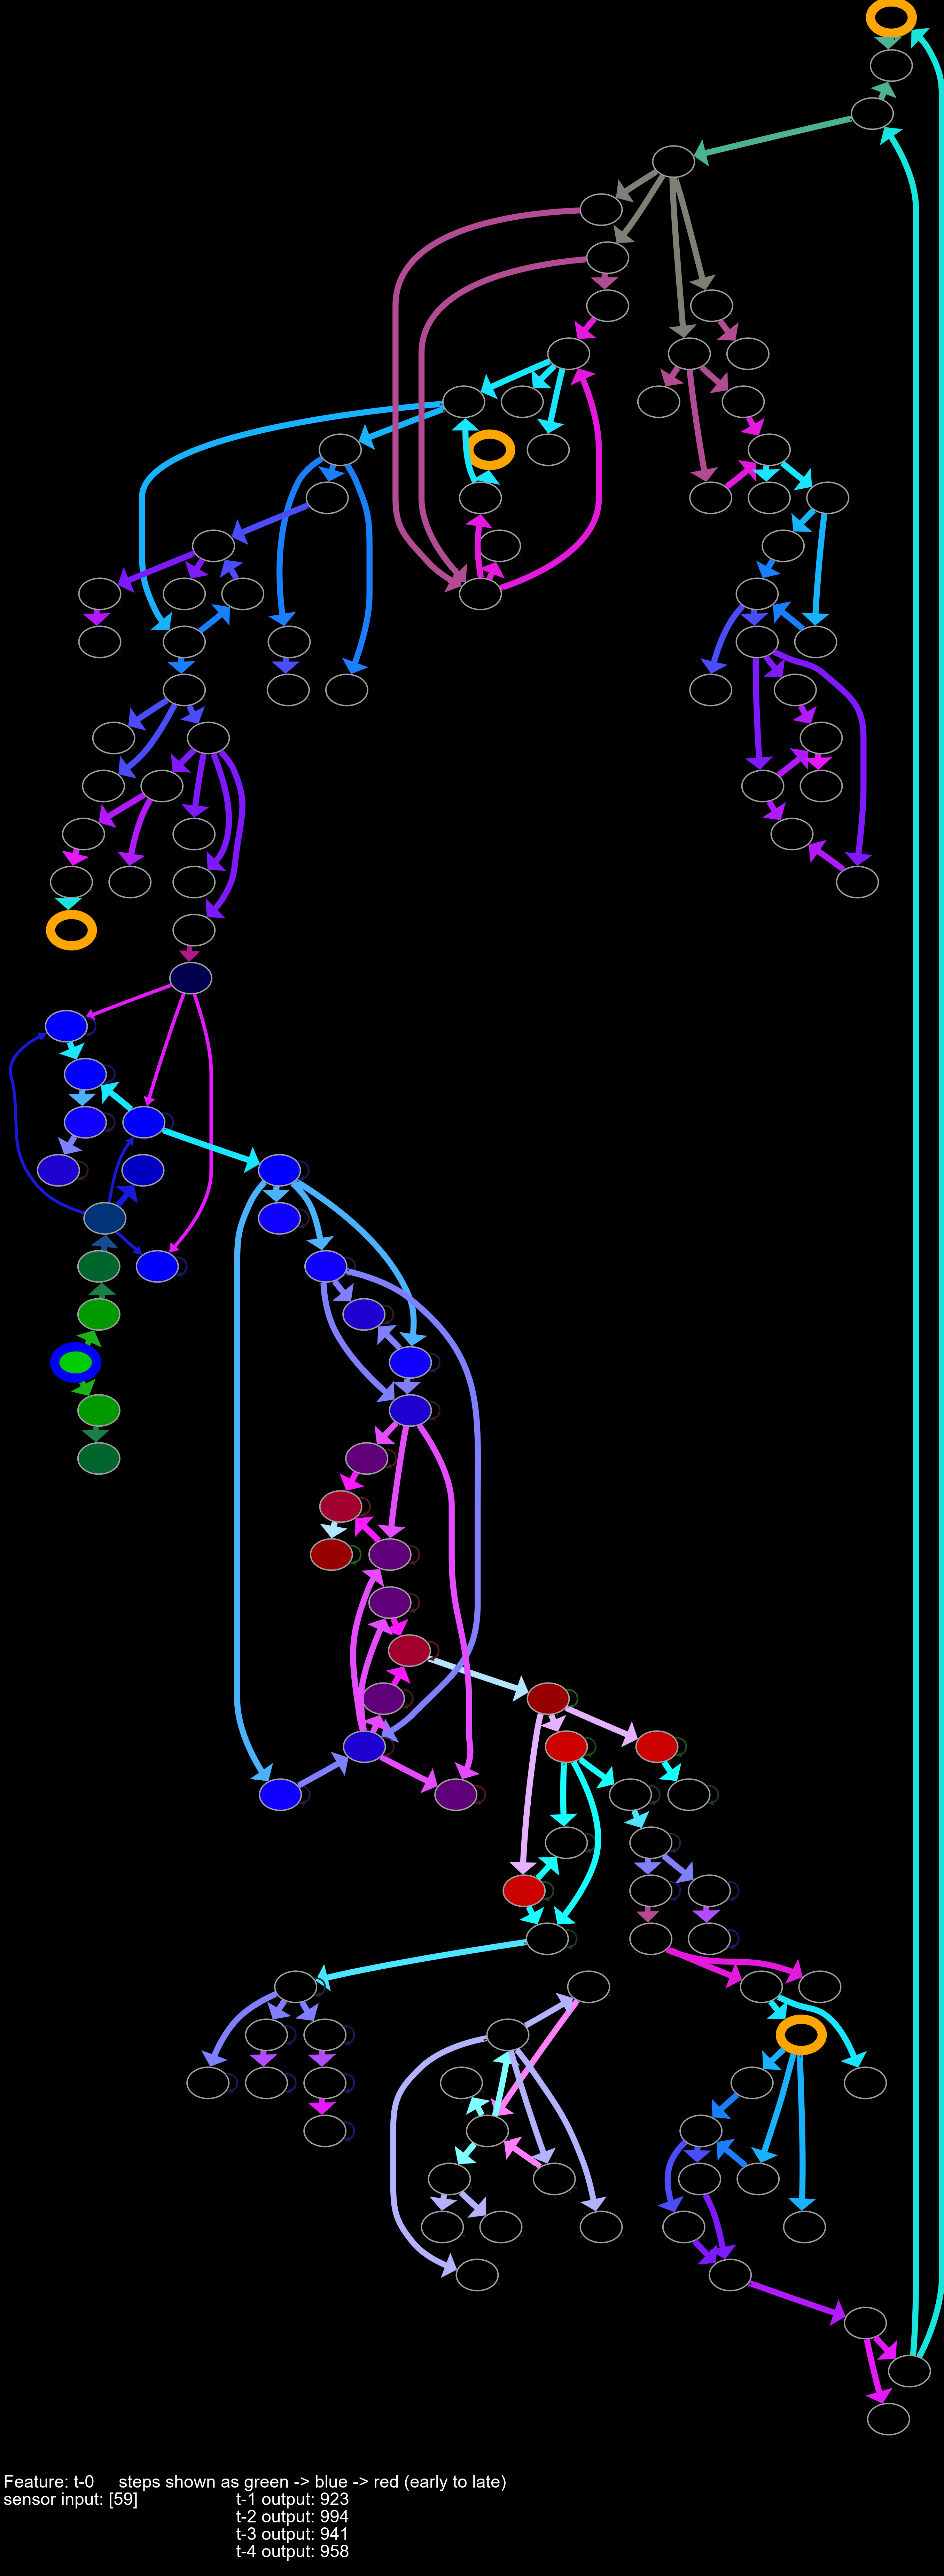 Feature: t-0 steps shown as green -> blue -> red (early to late)
sensor input: [59] t-1 output: 923
t-2 output: 994
t-3 output: 941
t-4 output: 958